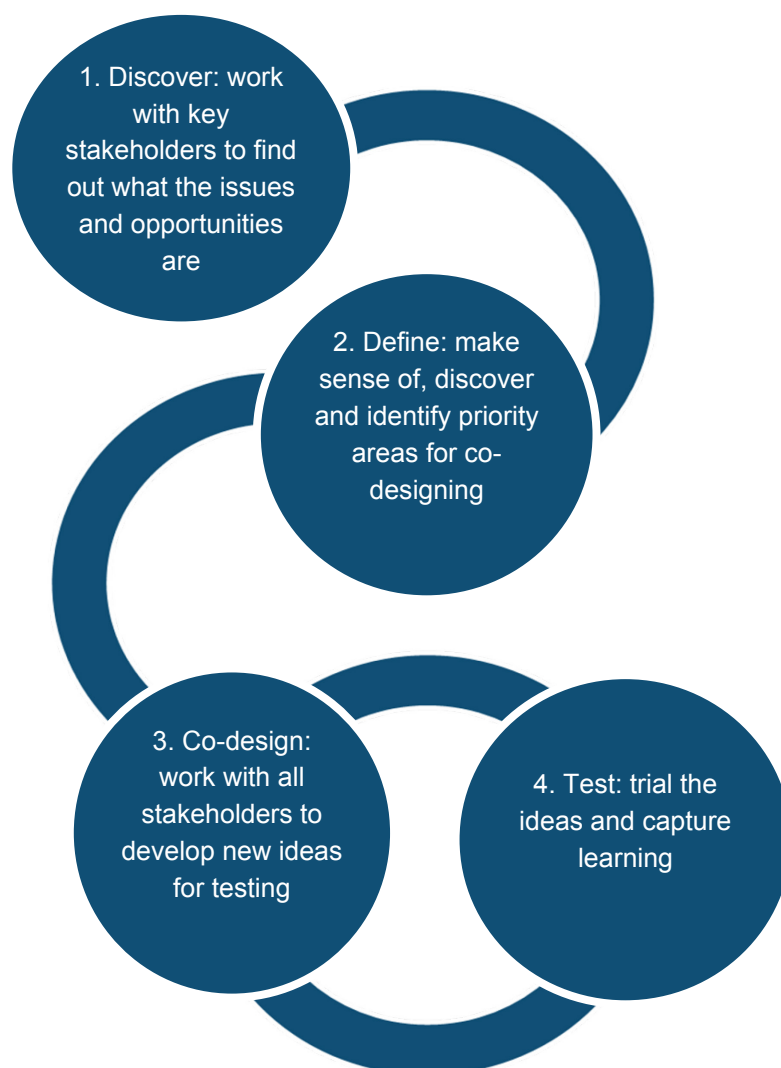 1. Discover: work
with key
stakeholders to find
out what the issues
and opportunities
are
2. Define: make
sense of, discover
and identify priority
areas for co-
designing
3. Co-design:
work with all
stakeholders to
develop new ideas
for testing
4. Test: trial the
ideas and capture
learning